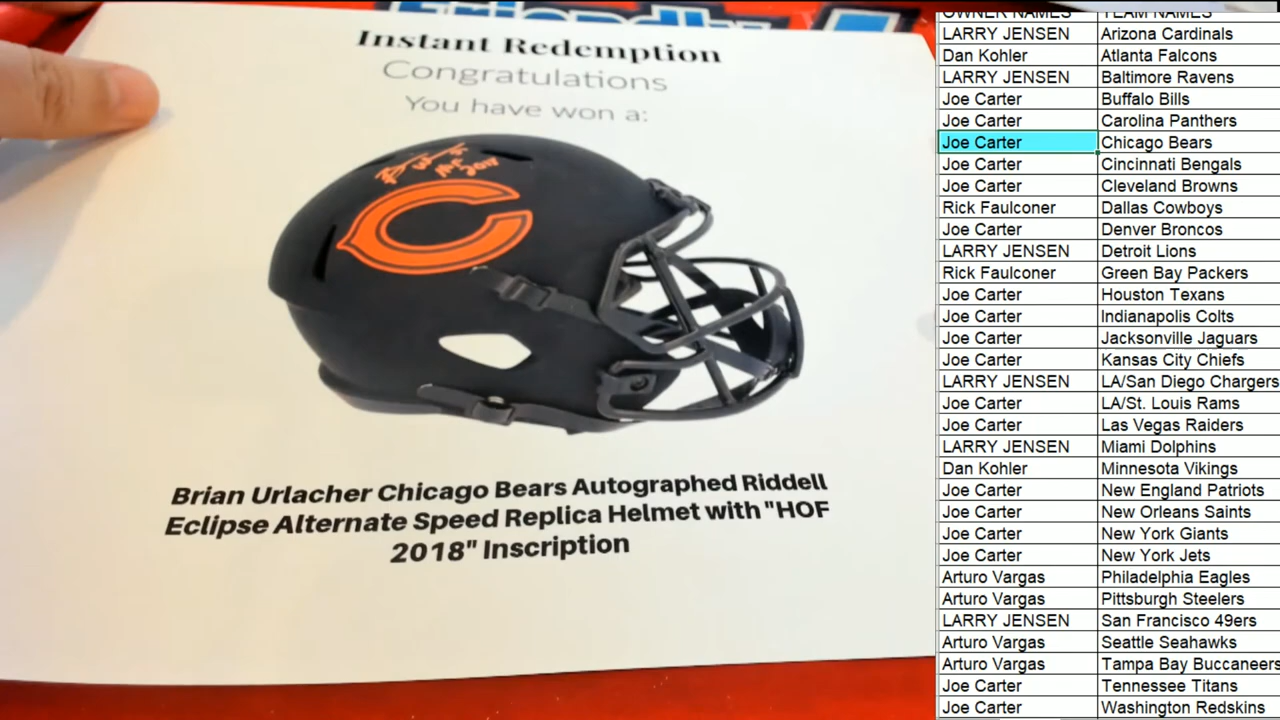 Friendly
Instant Redemption
Congratulations
You have won a:
HOF 2018
C
Brian Urlacher Chicago Bears Autographed Riddell
Eclipse Alternate Speed Replica Helmet with "HOF
2018" Inscription
OWNER NAMES TEAM NAMES
LARRY JENSEN Arizona Cardinals
Dan Kohler Atlanta Falcons
LARRY JENSEN Baltimore Ravens
Joe Carter Buffalo Bills
Joe Carter Carolina Panthers
Joe Carter Chicago Bears
Joe Carter Cincinnati Bengals
Joe Carter Cleveland Browns
Rick Faulconer Dallas Cowboys
Joe Carter Denver Broncos
LARRY JENSEN Detroit Lions
Rick Faulconer Green Bay Packers
Joe Carter Houston Texans
Joe Carter Indianapolis Colts
Joe Carter Jacksonville Jaguars
Joe Carter Kansas City Chiefs
LARRY JENSEN LA/San Diego Chargers
Joe Carter LA/St. Louis Rams
Joe Carter Las Vegas Raiders
LARRY JENSEN Miami Dolphins
Dan Kohler Minnesota Vikings
Joe Carter New England Patriots
Joe Carter New Orleans Saints
Joe Carter New York Giants
Joe Carter New York Jets
Arturo Vargas Philadelphia Eagles
Arturo Vargas Pittsburgh Steelers
LARRY JENSEN San Francisco 49ers
Arturo Vargas Seattle Seahawks
Arturo Vargas Tampa Bay Buccaneers
Joe Carter Tennessee Titans
Joe Carter Washington Redskins